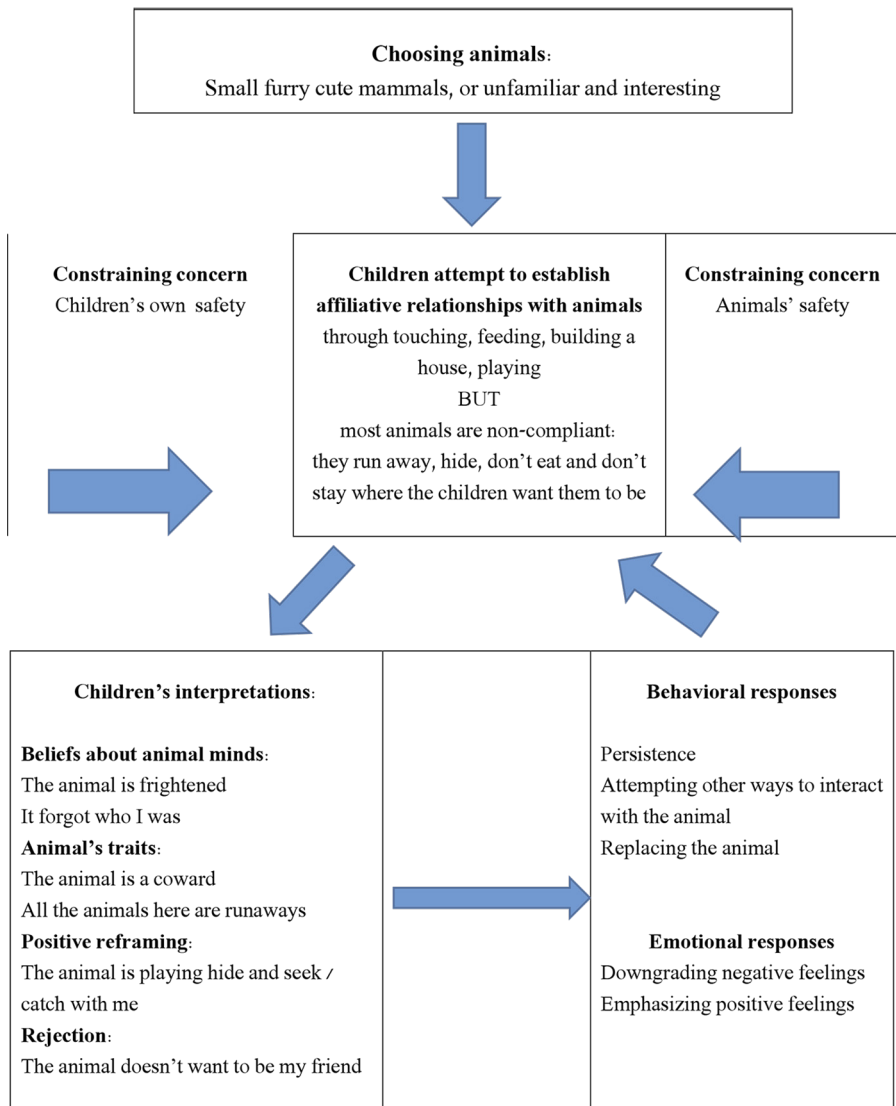 Choosing animals:
Small furry cute mammals, or unfamiliar and interesting
Constraining concern
Children's own safety
Children attempt to establish
affiliative relationships with animals
through touching, feeding, building a
house, playing
BUT
most animals are non-compliant:
they run away, hide, don't eat and don't
stay where the children want them to be
Constraining concern
Animals' safety
Children's interpretations:
Beliefs about animal minds:
The animal is frightened
It forgot who I was
Animal's traits:
The animal is a coward
All the animals here are runaways
Positive reframing:
The animal is playing hide and seek /
catch with me
Rejection:
The animal doesn't want to be my friend
Behavioral responses
Persistence
Attempting other ways to interact
with the animal
Replacing the animal
Emotional responses
Downgrading negative feelings
Emphasizing positive feelings